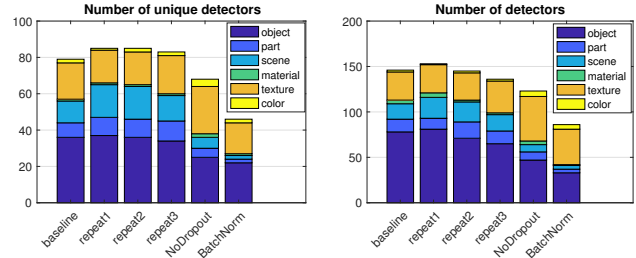 Number of unique detectors
100
80
60
40
20
0
object
part
scene
material
texture
color
baseline
repeat1
repeat2
repeat3
NoDropout
BatchNorm
Number of detectors
200
150
100
50
0
object
part
scene
material
texture
color
baseline
repeat1
repeat2
repeat3
NoDropout
BatchNorm